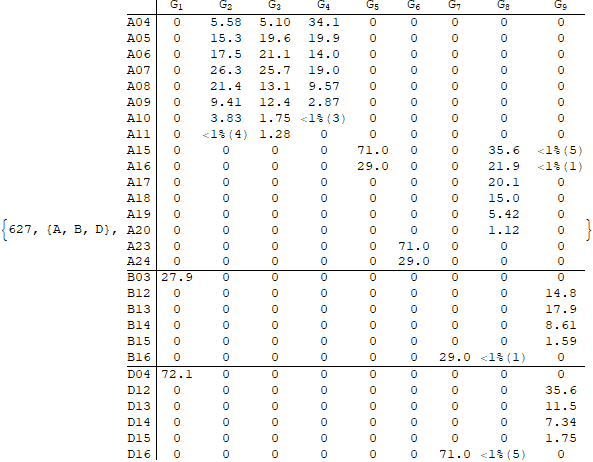 G1 G2 G3 G4 G5 G6 G7 G8 G9
A04 0 5.58 5.10 34.1 0 0 0 0 0
A05 0 15.3 19.6 19.9 0 0 0 0 0
A06 0 17.5 21.1 14.0 0 0 0 0 0
A07 0 26.3 25.7 19.0 0 0 0 0 0
A08 0 21.4 13.1 9.57 0 0 0 0 0
A09 0 9.41 12.4 2.87 0 0 0 0 0
A10 0 3.83 1.75 <1%(3) 0 0 0 0 0
A11 0 <1%(4) 1.28 0 0 0 0 0 0
A15 0 0 0 0 71.0 0 0 35.6 <1%(5)
A16 0 0 0 0 29.0 0 0 21.9 <1%(1)
A17 0 0 0 0 0 0 0 20.1 0
A18 0 0 0 0 0 0 0 15.0 0
A19 0 0 0 0 0 0 0 5.42 0
{627, {A, B, D}, A20 0 0 0 0 0 0 0 1.12 0 }
A23 0 0 0 0 0 71.0 0 0 0
A24 0 0 0 0 0 29.0 0 0 0
B03 27.9 0 0 0 0 0 0 0 0
B12 0 0 0 0 0 0 0 0 14.8
B13 0 0 0 0 0 0 0 0 17.9
B14 0 0 0 0 0 0 0 0 8.61
B15 0 0 0 0 0 0 0 0 1.59
B16 0 0 0 0 0 0 29.0 <1%(1) 0
D04 72.1 0 0 0 0 0 0 0 0
D12 0 0 0 0 0 0 0 0 35.6
D13 0 0 0 0 0 0 0 0 11.5
D14 0 0 0 0 0 0 0 0 7.34
D15 0 0 0 0 0 0 0 0 1.75
D16 0 0 0 0 0 0 71.0 <1%(5) 0